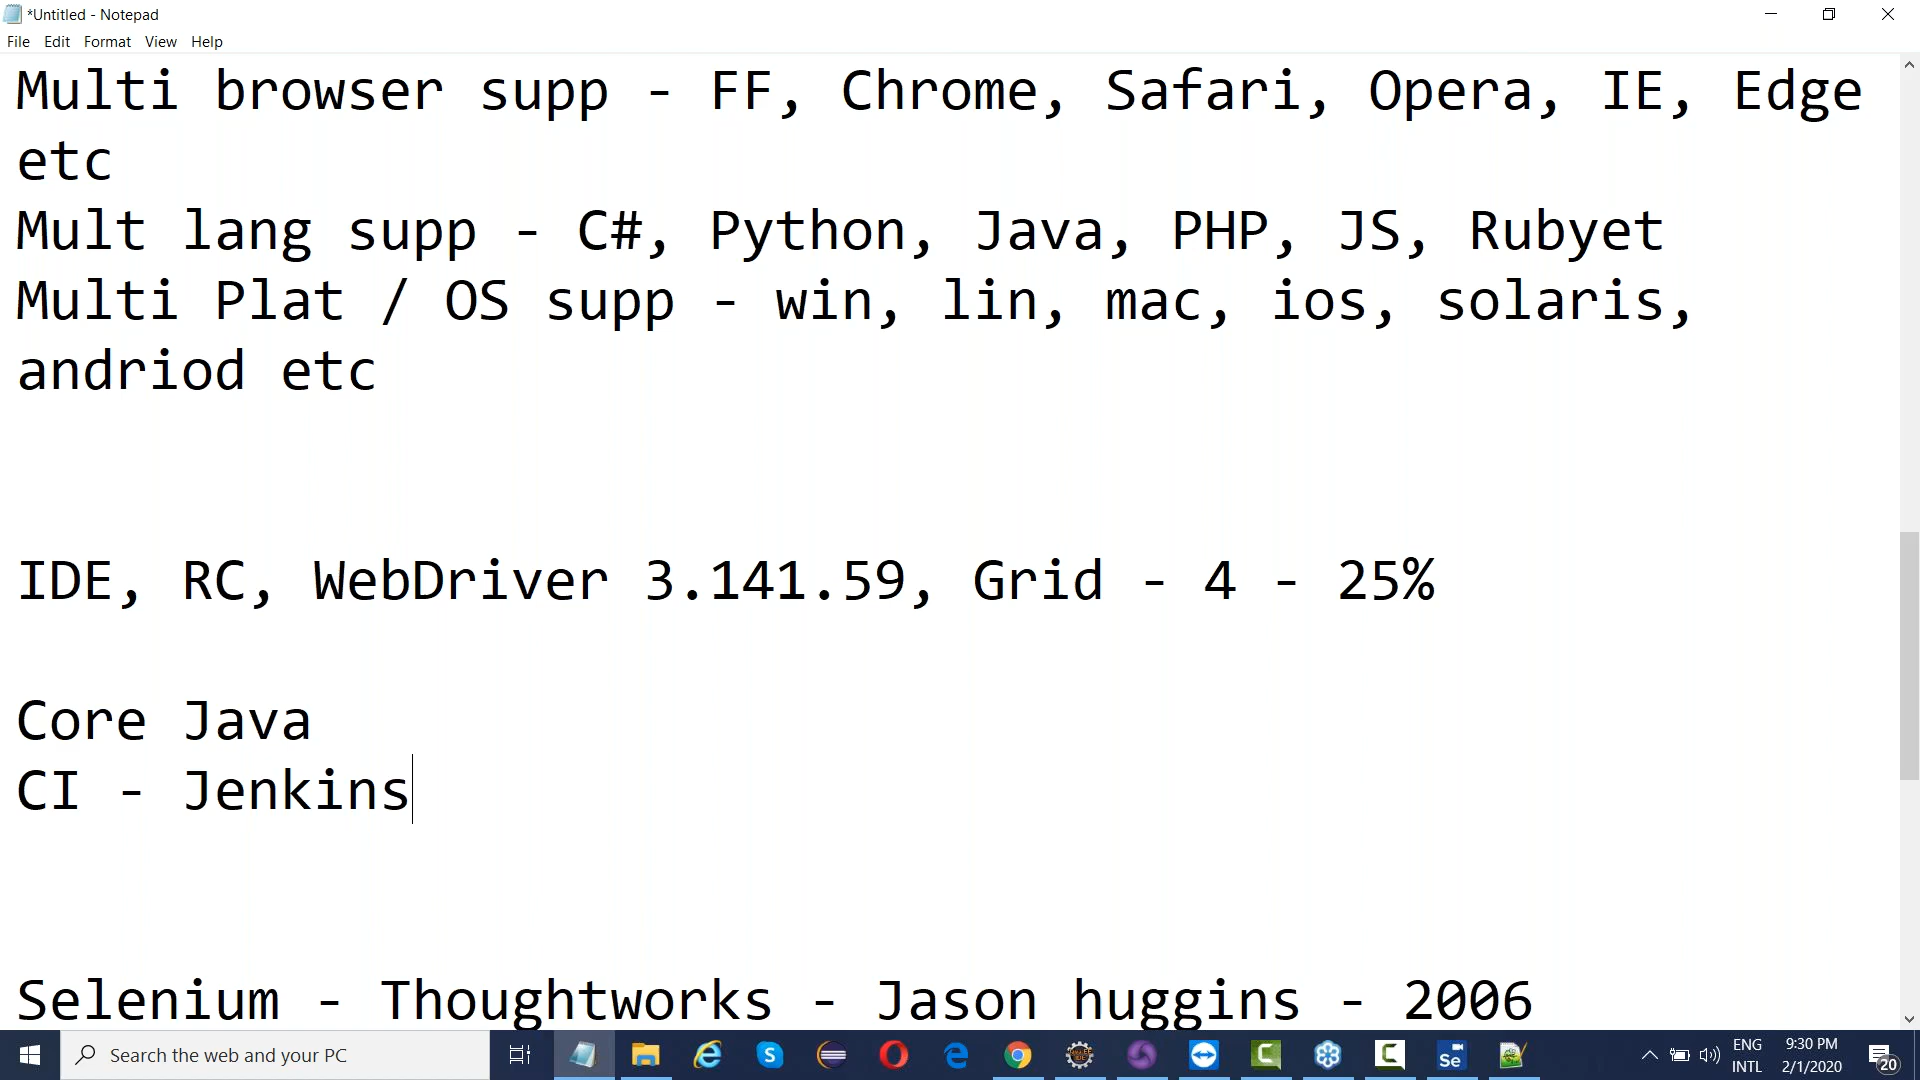 *Untitled - Notepad
File Edit Format View Help
Multi browser supp - FF, Chrome, Safari, Opera, IE, Edge
etc
Mult lang supp - C#, Python, Java, PHP, JS, Rubyet
Multi Plat / OS supp - win, lin, mac, ios, solaris,
andriod etc
IDE, RC, WebDriver 3.141.59, Grid - 4 - 25%
Core Java
CI - Jenkins
Selenium - Thoughtworks - Jason huggins - 2006
Search the web and your PC
Se
ENG
INTL
9:30 PM
2/1/2020
20